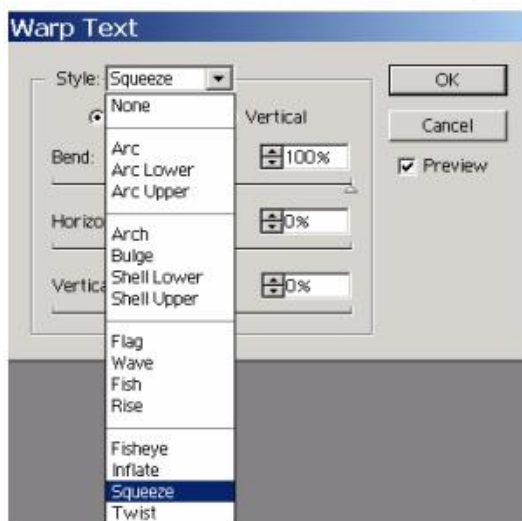 Warp Text
Style: Squeeze
OK
None
Vertical
Cancel
Bend:
100%
Preview
Arc
Arc Lower
Arc Upper
Horizo
0%
Arch
Bulge
Shell Lower
Shell Upper
Vertica
0%
Flag
Wave
Fish
Rise
Fisheye
Inflate
Squeeze
Twist